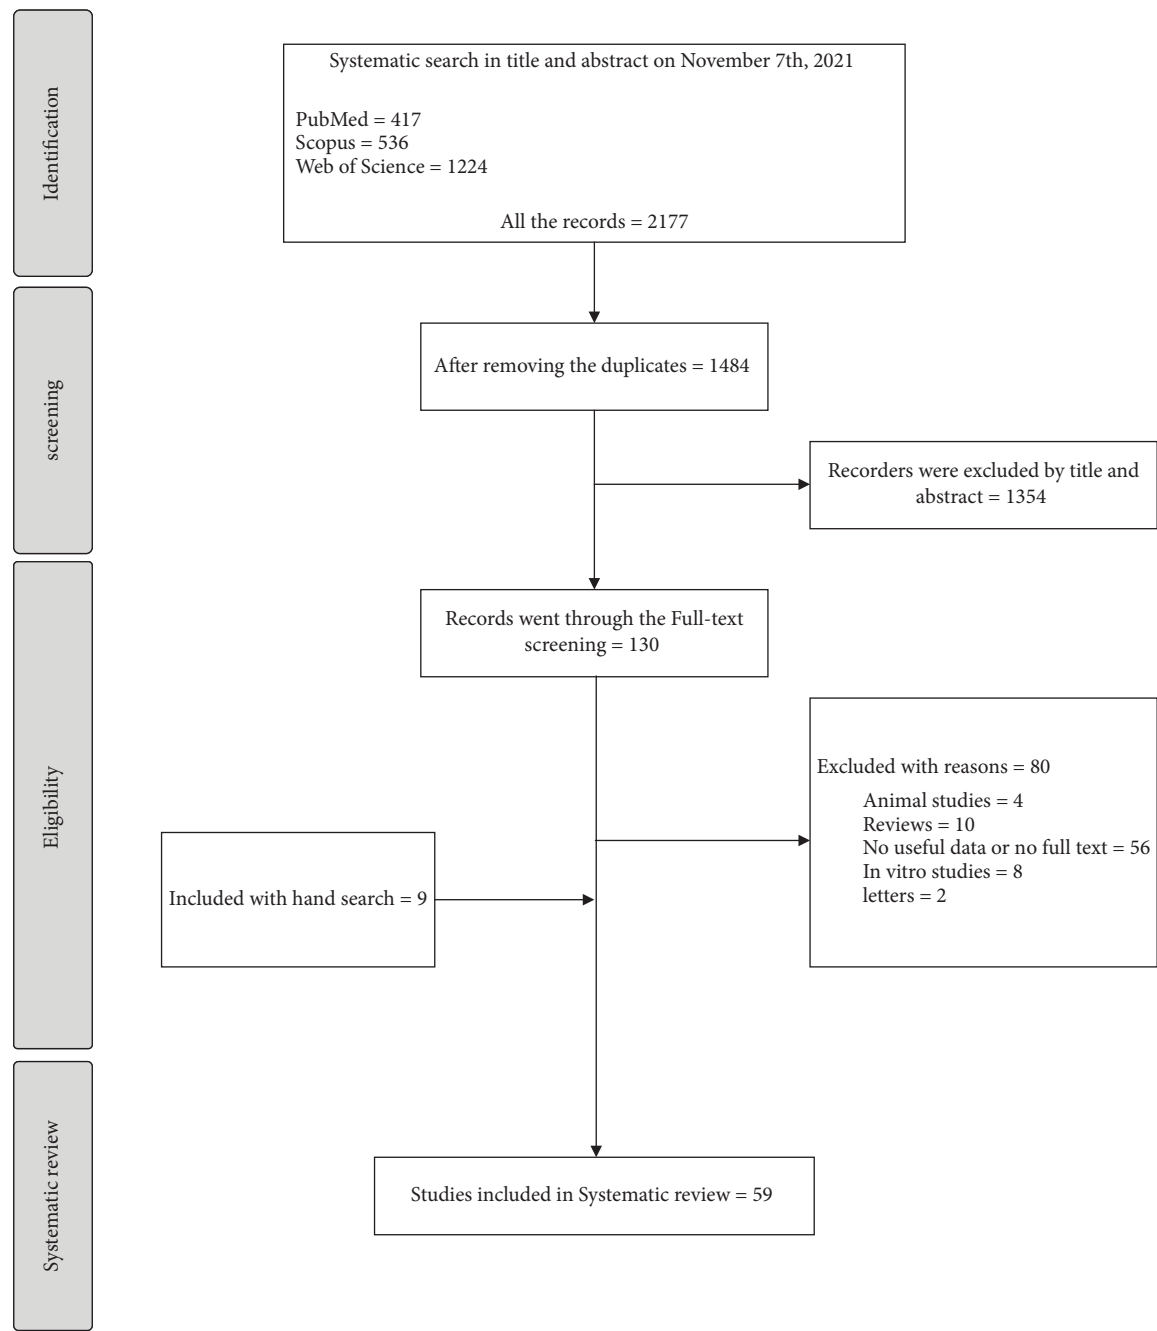 Identification
Systematic search in title and abstract on November 7th, 2021
PubMed = 417
Scopus = 536
Web of Science = 1224
All the records = 2177
screening
After removing the duplicates = 1484
Recorders were excluded by title and
abstract = 1354
Eligibility
Records went through the Full-text
screening = 130
Excluded with reasons = 80
Animal studies = 4
Reviews = 10
No useful data or no full text = 56
In vitro studies = 8
letters = 2
Included with hand search = 9
Systematic review
Studies included in Systematic review = 59